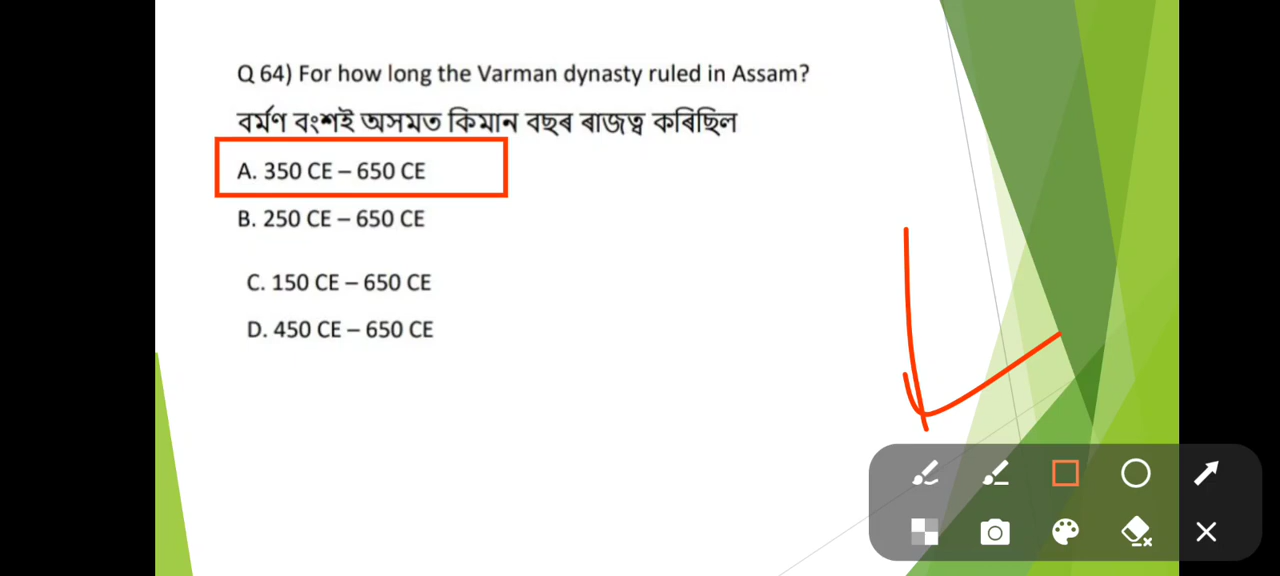 Q 64) For how long the Varman dynasty ruled in Assam?
বৰ্মণ বংশই অসমত কিমান বছৰ ৰাজত্ব কৰিছিল
A. 350 CE – 650 CE
B. 250 CE – 650 CE
C. 150 CE – 650 CE
D. 450 CE – 650 CE